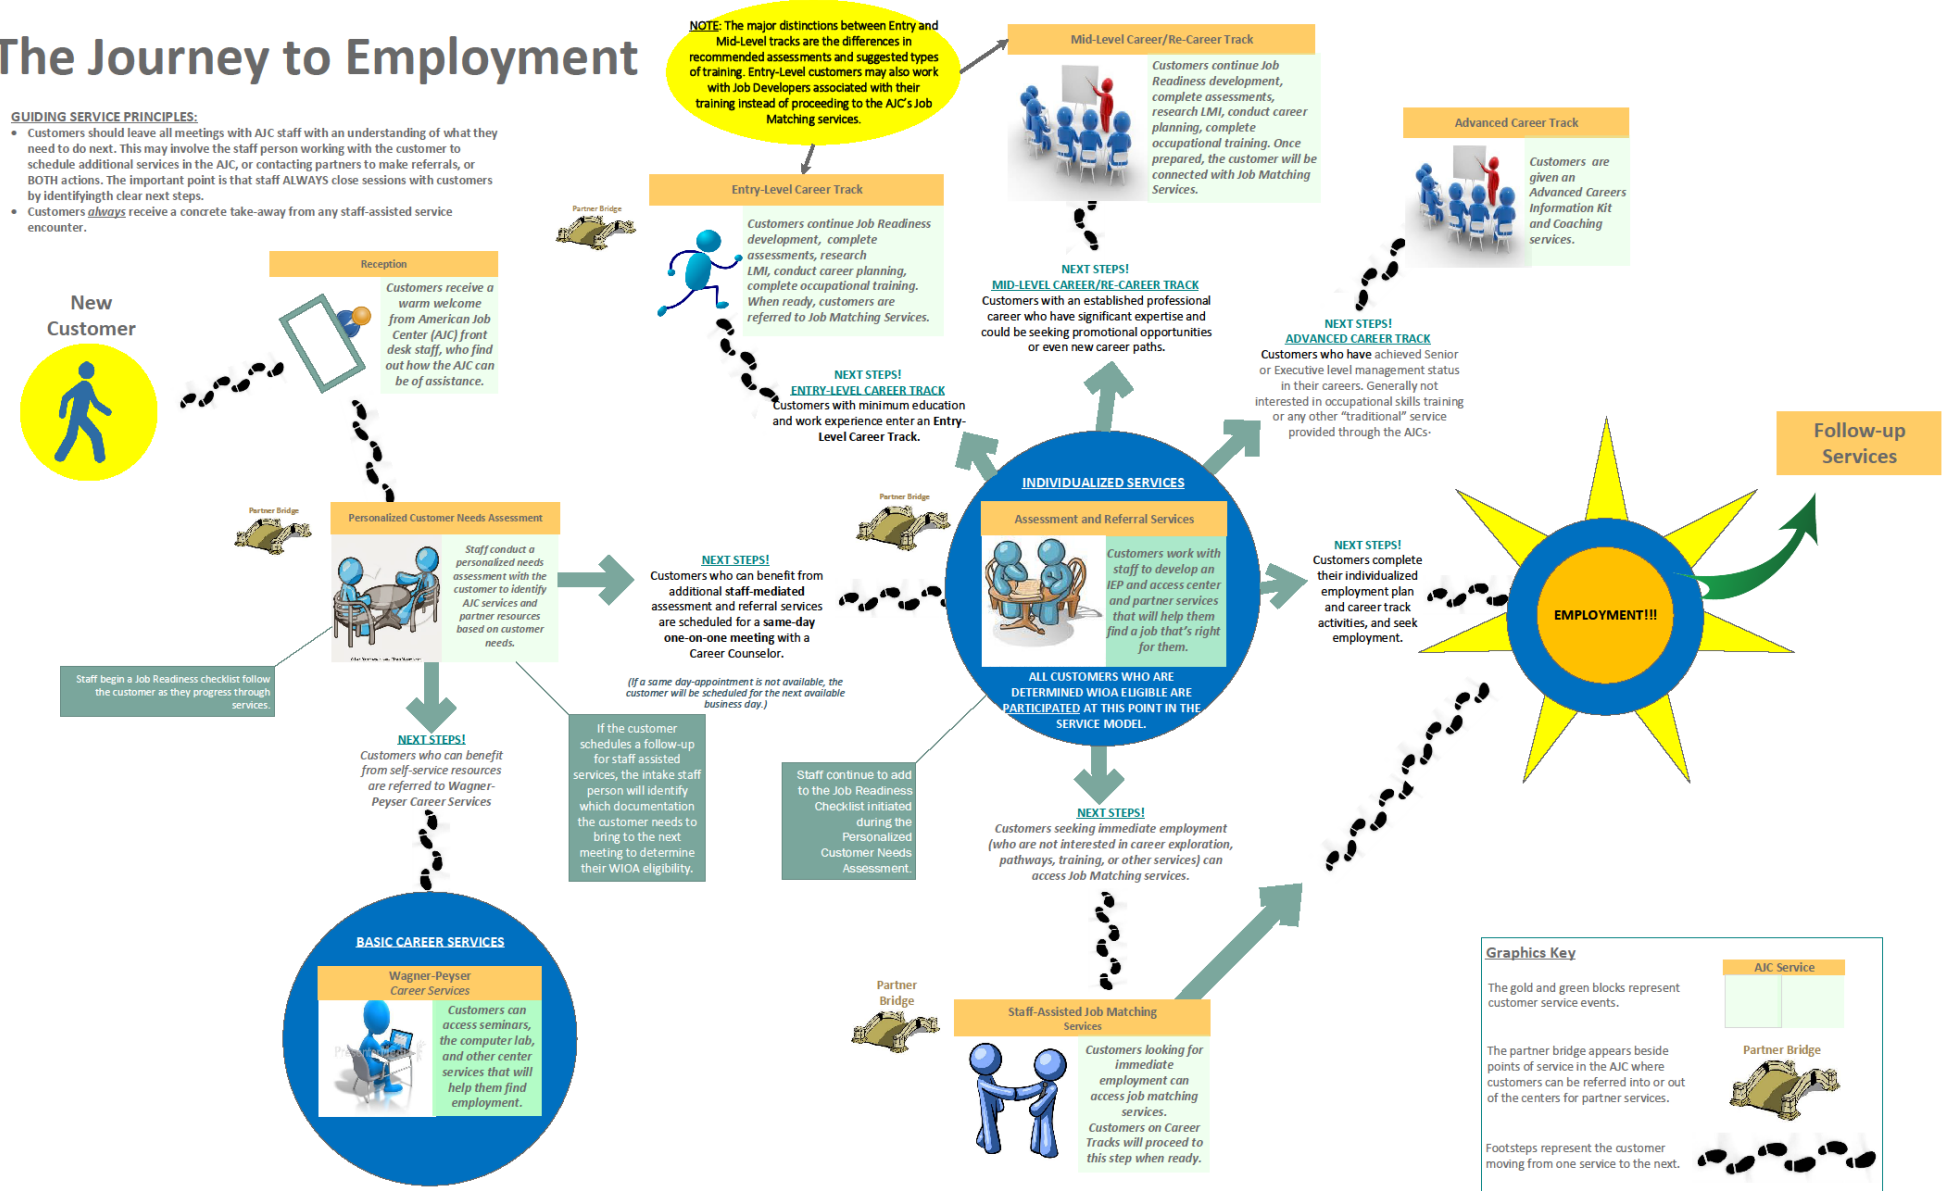 The Journey to Employment
GUIDING SERVICE PRINCIPLES:
• Customers should leave all meetings with AJC staff with an understanding of what they
need to do next. This may involve the staff person working with the customer to
schedule additional services in the AJC, or contacting partners to make referrals, or
BOTH actions. The important point is that staff ALWAYS close sessions with customers
by identifyingth clear next steps.
• Customers always receive a concrete take-away from any staff-assisted service
encounter.
NOTE: The major distinctions between Entry and
Mid-Level tracks are the differences in
recommended assessments and suggested types
of training. Entry-Level customers may also work
with Job Developers associated with their
training instead of proceeding to the AJC's Job
Matching services.
Mid-Level Career/Re-Career Track
Customers continue Job
Readiness development,
complete assessments,
research LMI, conduct career
planning, complete
occupational training. Once
prepared, the customer will be
connected with Job Matching
Services.
Advanced Career Track
Customers are
given an
Advanced Careers
Information Kit
and Coaching
services.
Partner Bridge
Entry-Level Career Track
Customers continue Job Readiness
development, complete
assessments, research
LMI, conduct career planning,
complete occupational training.
When ready, customers are
referred to Job Matching Services.
New
Customer
Reception
Customers receive a
warm welcome
from American Job
Center (AJC) front
desk staff, who find
out how the AJC can
be of assistance.
NEXT STEPS!
ENTRY-LEVEL CAREER TRACK
Customers with minimum education
and work experience enter an Entry-
Level Career Track.
NEXT STEPS!
MID-LEVEL CAREER/RE-CAREER TRACK
Customers with an established professional
career who have significant expertise and
could be seeking promotional opportunities
or even new career paths.
NEXT STEPS!
ADVANCED CAREER TRACK
Customers who have achieved Senior
or Executive level management status
in their careers. Generally not
interested in occupational skills training
or any other “traditional” service
provided through the AJCs·
Follow-up
Services
Partner Bridge
Personalized Customer Needs Assessment
Staff conduct a
personalized needs
assessment with the
customer to identify
AJC services and
partner resources
based on customer
needs.
Staff begin a Job Readiness checklist follow
the customer as they progress through
services.
NEXT STEPS!
Customers who can benefit from
additional staff-mediated
assessment and referral services
are scheduled for a same-day
one-on-one meeting with a
Career Counselor.
(If a same day-appointment is not available, the
customer will be scheduled for the next available
business day.)
If the customer
schedules a follow-up
for staff assisted
services, the intake staff
person will identify
which documentation
the customer needs to
bring to the next
meeting to determine
their WIOA eligibility.
NEXT STEPS!
Customers who can benefit
from self-service resources
are referred to Wagner-
Peyser Career Services
BASIC CAREER SERVICES
Wagner-Peyser
Career Services
Customers can
access seminars,
the computer lab,
and other center
services that will
help them find
employment.
Partner Bridge
INDIVIDUALIZED SERVICES
Assessment and Referral Services
Customers work with
staff to develop an
IEP and access center
and partner services
that will help them
find a job that's right
for them.
ALL CUSTOMERS WHO ARE
DETERMINED WIOA ELIGIBLE ARE
PARTICIPATED AT THIS POINT IN THE
SERVICE MODEL.
Staff continue to add
to the Job Readiness
Checklist initiated
during the
Personalized
Customer Needs
Assessment.
NEXT STEPS!
Customers complete
their individualized
employment plan
and career track
activities, and seek
employment.
EMPLOYMENT!!!
NEXT STEPS!
Customers seeking immediate employment
(who are not interested in career exploration,
pathways, training, or other services) can
access Job Matching services.
Partner
Bridge
Staff-Assisted Job Matching
Services
Customers looking for
immediate
employment can
access job matching
services.
Customers on Career
Tracks will proceed to
this step when ready.
Graphics Key
The gold and green blocks represent
customer service events.
AJC Service
The partner bridge appears beside
points of service in the AJC where
customers can be referred into or out
of the centers for partner services.
Partner Bridge
Footsteps represent the customer
moving from one service to the next.